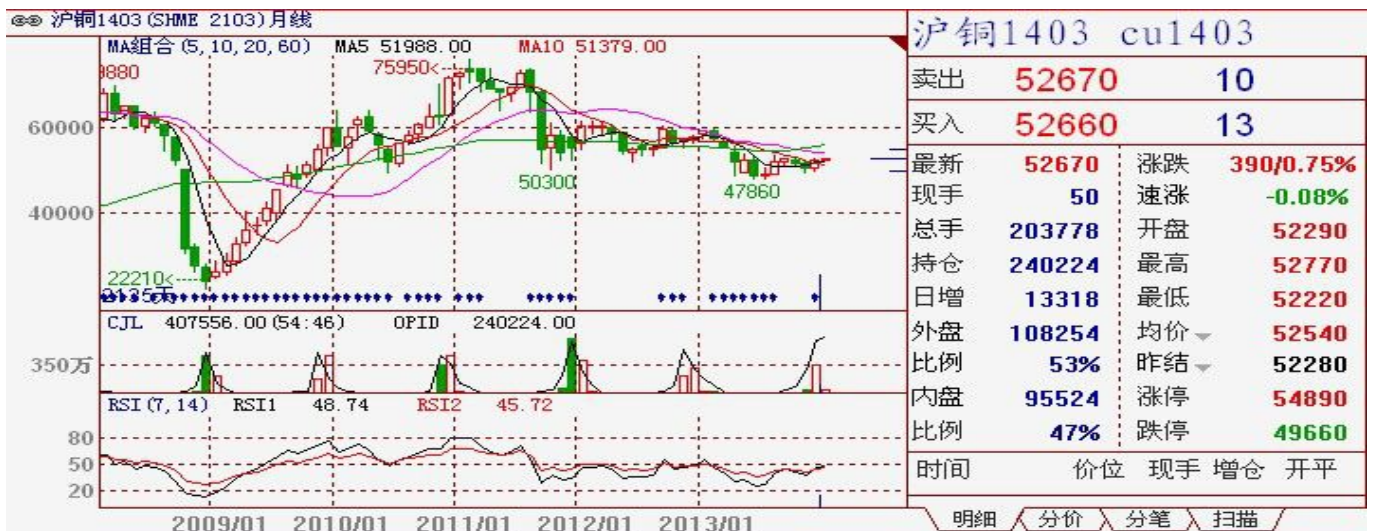 沪铜1403(SHME 2103)月线
MA组合(5,10,20,60) MA5 51988.00 MA10 51379.00
9880
75950
60000
50300
47860
40000
22210
2135万
CJL 407556.00(54:46) OPID 240224.00
350万
RSI(7,14) RSI1 48.74 RSI2 45.72
80
50
20
2009/01 2010/01 2011/01 2012/01 2013/01
沪铜1403 cu1403
卖出 52670 10
买入 52660 13
最新 52670 涨跌 390/0.75%
现手 50 速涨 -0.08%
总手 203778 开盘 52290
持仓 240224 最高 52770
日增 13318 最低 52220
外盘 108254 均价 52540
比例 53% 昨结 52280
内盘 95524 涨停 54890
比例 47% 跌停 49660
时间 价位 现手 增仓 开平
明细 分价 分笔 扫描